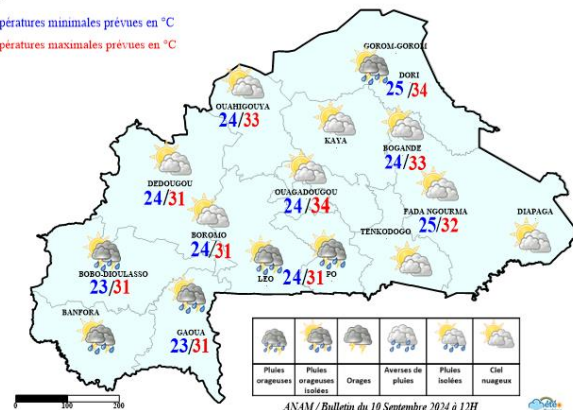 pératures minimales prévues en °C
pératures maximales prévues en °C
GOROM-GOROM
DORI
25/34
OUAHIGOUYA
24/33
KAYA
BOGANDE
24/33
DEDOUGOU
24/31
OUAGADOUGOU
24/34
FADA NGOURMA
25/32
DIAPAGA
BOROMO
24/31
TENKODOGO
BOBO-DIOULASSO
23/31
LEO
24/31
PO
BANFORA
GAOUA
23/31
Pluies orageuses
Pluies orageuses isolées
Orages
Averses de pluies
Pluies isolées
Ciel nuageux
0 100 200
ANAM / Bulletin du 10 Septembre 2024 à 12H